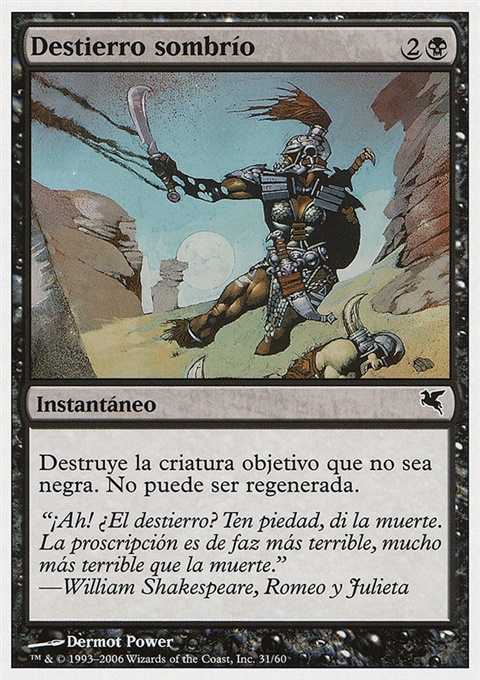 Destierro sombrío 2
Instantáneo
Destruye la criatura objetivo que no sea
negra. No puede ser regenerada.
“¡Ah! ¿El destierro? Ten piedad, di la muerte.
La proscripción es de faz más terrible, mucho
más terrible que la muerte.”
—William Shakespeare, Romeo y Julieta
Dermot Power
™ & © 1993–2006 Wizards of the Coast, Inc. 31/60